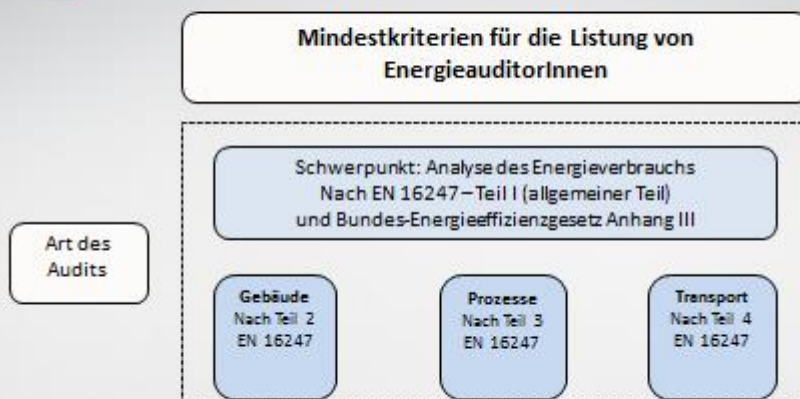 Mindestkriterien für die Listung von
EnergieauditorInnen
Schwerpunkt: Analyse des Energieverbrauchs
Nach EN 16247 – Teil I (allgemeiner Teil)
und Bundes-Energieeffizienzgesetz Anhang III
Art des
Audits
Gebäude
Nach Teil 2
EN 16247
Prozesse
Nach Teil 3
EN 16247
Transport
Nach Teil 4
EN 16247